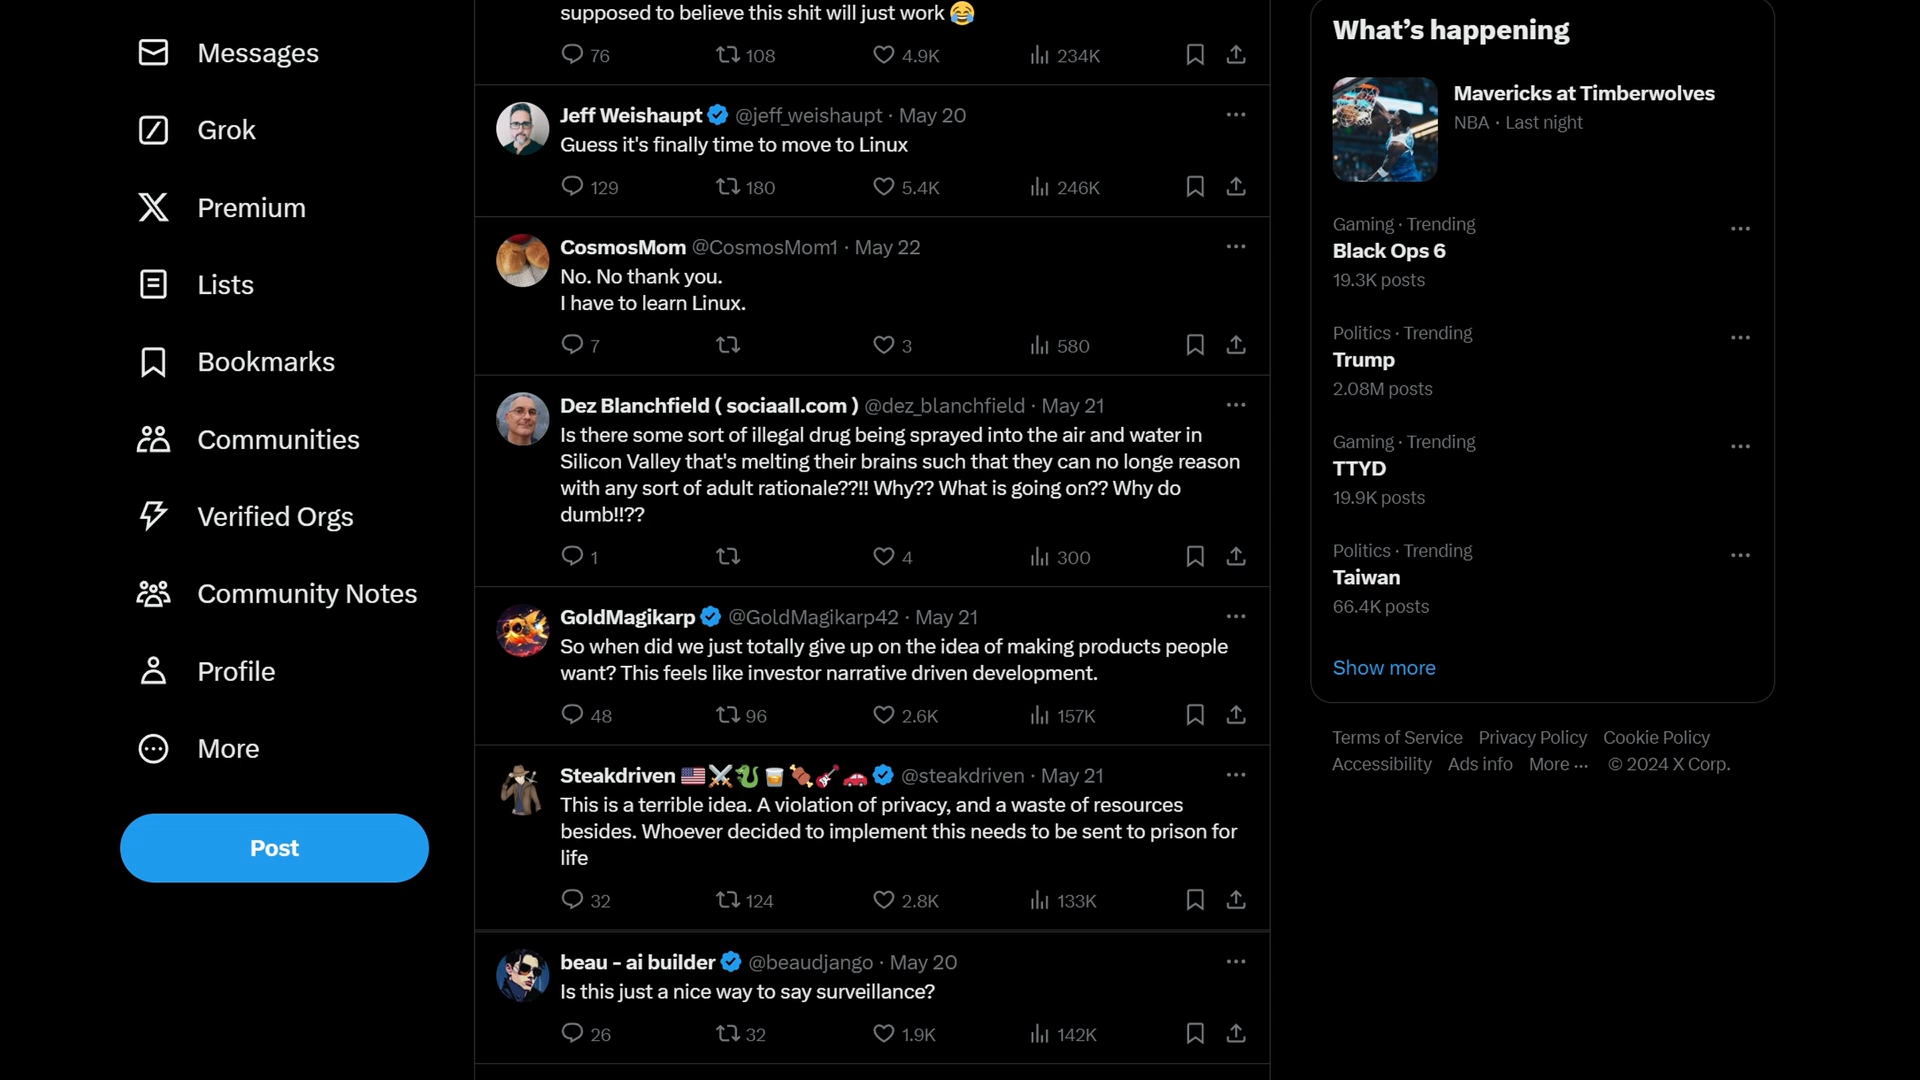 Messages
Grok
Premium
Lists
Bookmarks
Communities
Verified Orgs
Community Notes
Profile
More
Post
supposed to believe this shit will just work 😂
76 108 4.9K 234K
Jeff Weishaupt @jeff_weishaupt · May 20
Guess it's finally time to move to Linux
129 180 5.4K 246K
CosmosMom @CosmosMom1 · May 22
No. No thank you.
I have to learn Linux.
7 3 580
Dez Blanchfield ( sociaall.com ) @dez_blanchfield · May 21
Is there some sort of illegal drug being sprayed into the air and water in
Silicon Valley that's melting their brains such that they can no longe reason
with any sort of adult rationale??!! Why?? What is going on?? Why do
dumb!!??
1 4 300
GoldMagikarp @GoldMagikarp42 · May 21
So when did we just totally give up on the idea of making products people
want? This feels like investor narrative driven development.
48 96 2.6K 157K
Steakdriven 🇺🇸⚔️🐍🥃🍖🎸🚗 @steakdriven · May 21
This is a terrible idea. A violation of privacy, and a waste of resources
besides. Whoever decided to implement this needs to be sent to prison for
life
32 124 2.8K 133K
beau - ai builder @beaudjango · May 20
Is this just a nice way to say surveillance?
26 32 1.9K 142K
What's happening
Mavericks at Timberwolves
NBA · Last night
Gaming · Trending
Black Ops 6
19.3K posts
Politics · Trending
Trump
2.08M posts
Gaming · Trending
TTYD
19.9K posts
Politics · Trending
Taiwan
66.4K posts
Show more
Terms of Service Privacy Policy Cookie Policy
Accessibility Ads info More ··· © 2024 X Corp.